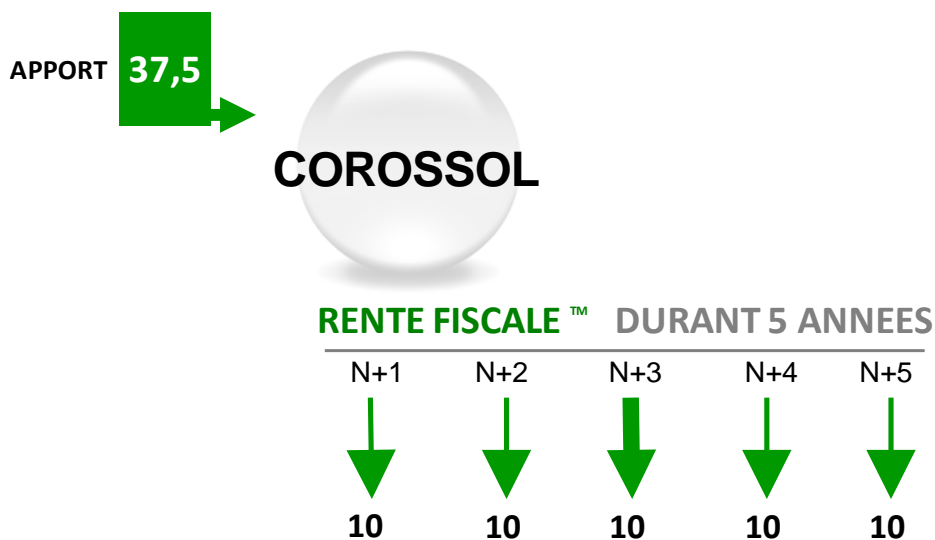 APPORT 37,5
COROSSOL
RENTE FISCALE ™ DURANT 5 ANNEES
N+1 N+2 N+3 N+4 N+5
10 10 10 10 10